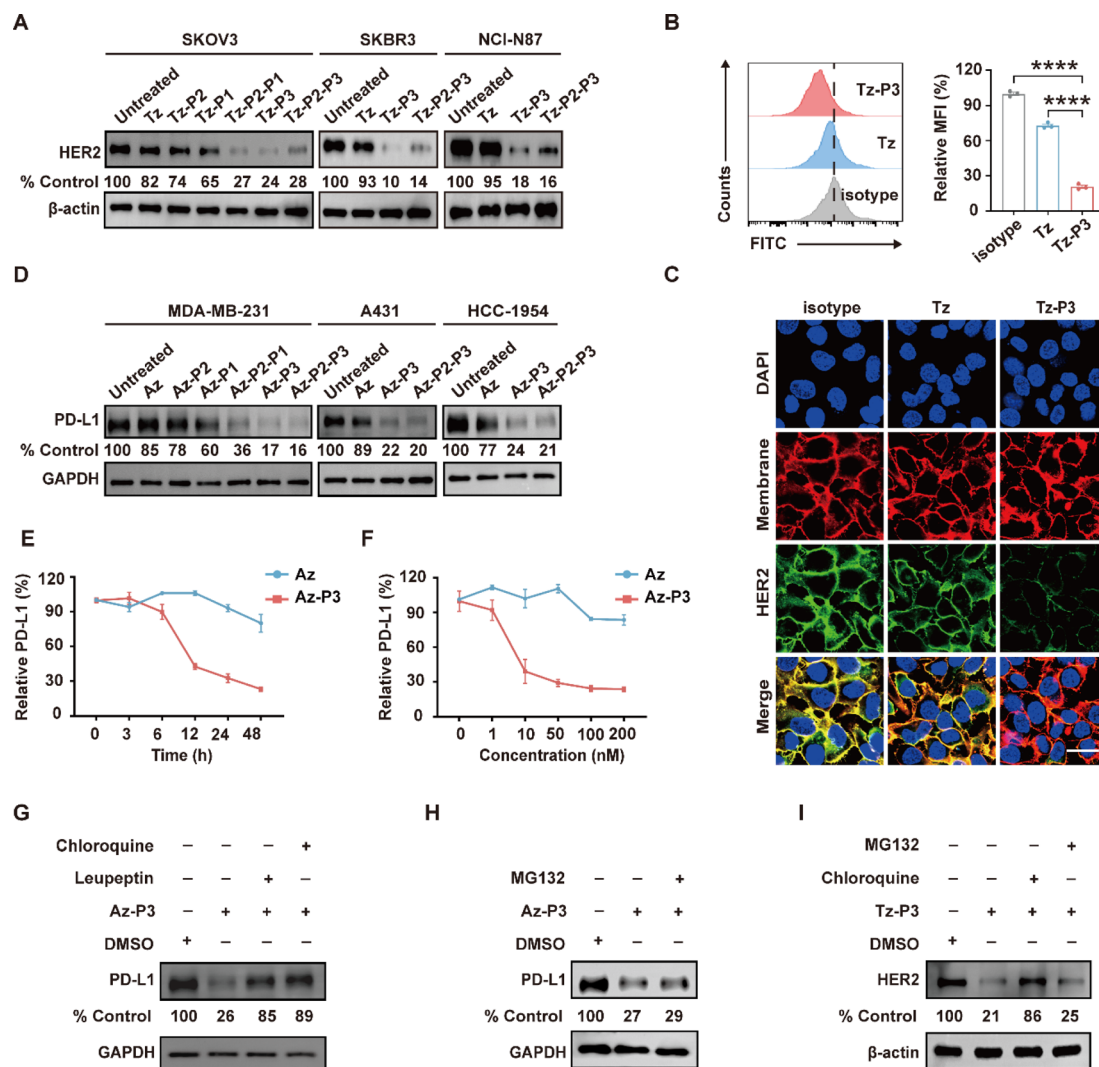 A
SKOV3 SKBR3 NCI-N87
Untreated Tz Tz-P2 Tz-P1 Tz-P2-P1 Tz-P3 Tz-P2-P3 Untreated Tz Tz-P3 Tz-P2-P3 Untreated Tz Tz-P3 Tz-P2-P3
HER2
% Control 100 82 74 65 27 24 28 100 93 10 14 100 95 18 16
β-actin
B
Tz-P3
Tz
isotype
Counts
FITC
Relative MFI (%)
120
90
60
30
0
****
****
isotype Tz Tz-P3
C
isotype Tz Tz-P3
DAPI
Membrane
HER2
Merge
D
MDA-MB-231 A431 HCC-1954
Untreated Az Az-P2 Az-P1 Az-P2-P1 Az-P3 Az-P2-P3 Untreated Az Az-P3 Az-P2-P3 Untreated Az Az-P3 Az-P2-P3
PD-L1
% Control 100 85 78 60 36 17 16 100 89 22 20 100 77 24 21
GAPDH
E
Relative PD-L1 (%)
120
90
60
30
0
Az
Az-P3
0 3 6 12 24 48
Time (h)
F
Relative PD-L1 (%)
120
90
60
30
0
Az
Az-P3
0 1 10 50 100 200
Concentration (nM)
G
Chloroquine – – – +
Leupeptin – – + –
Az-P3 – + + +
DMSO + – – –
PD-L1
% Control 100 26 85 89
GAPDH
H
MG132 – – +
Az-P3 – + +
DMSO + – –
PD-L1
% Control 100 27 29
GAPDH
I
MG132 – – – +
Chloroquine – – + –
Tz-P3 – + + +
DMSO + – – –
HER2
% Control 100 21 86 25
β-actin